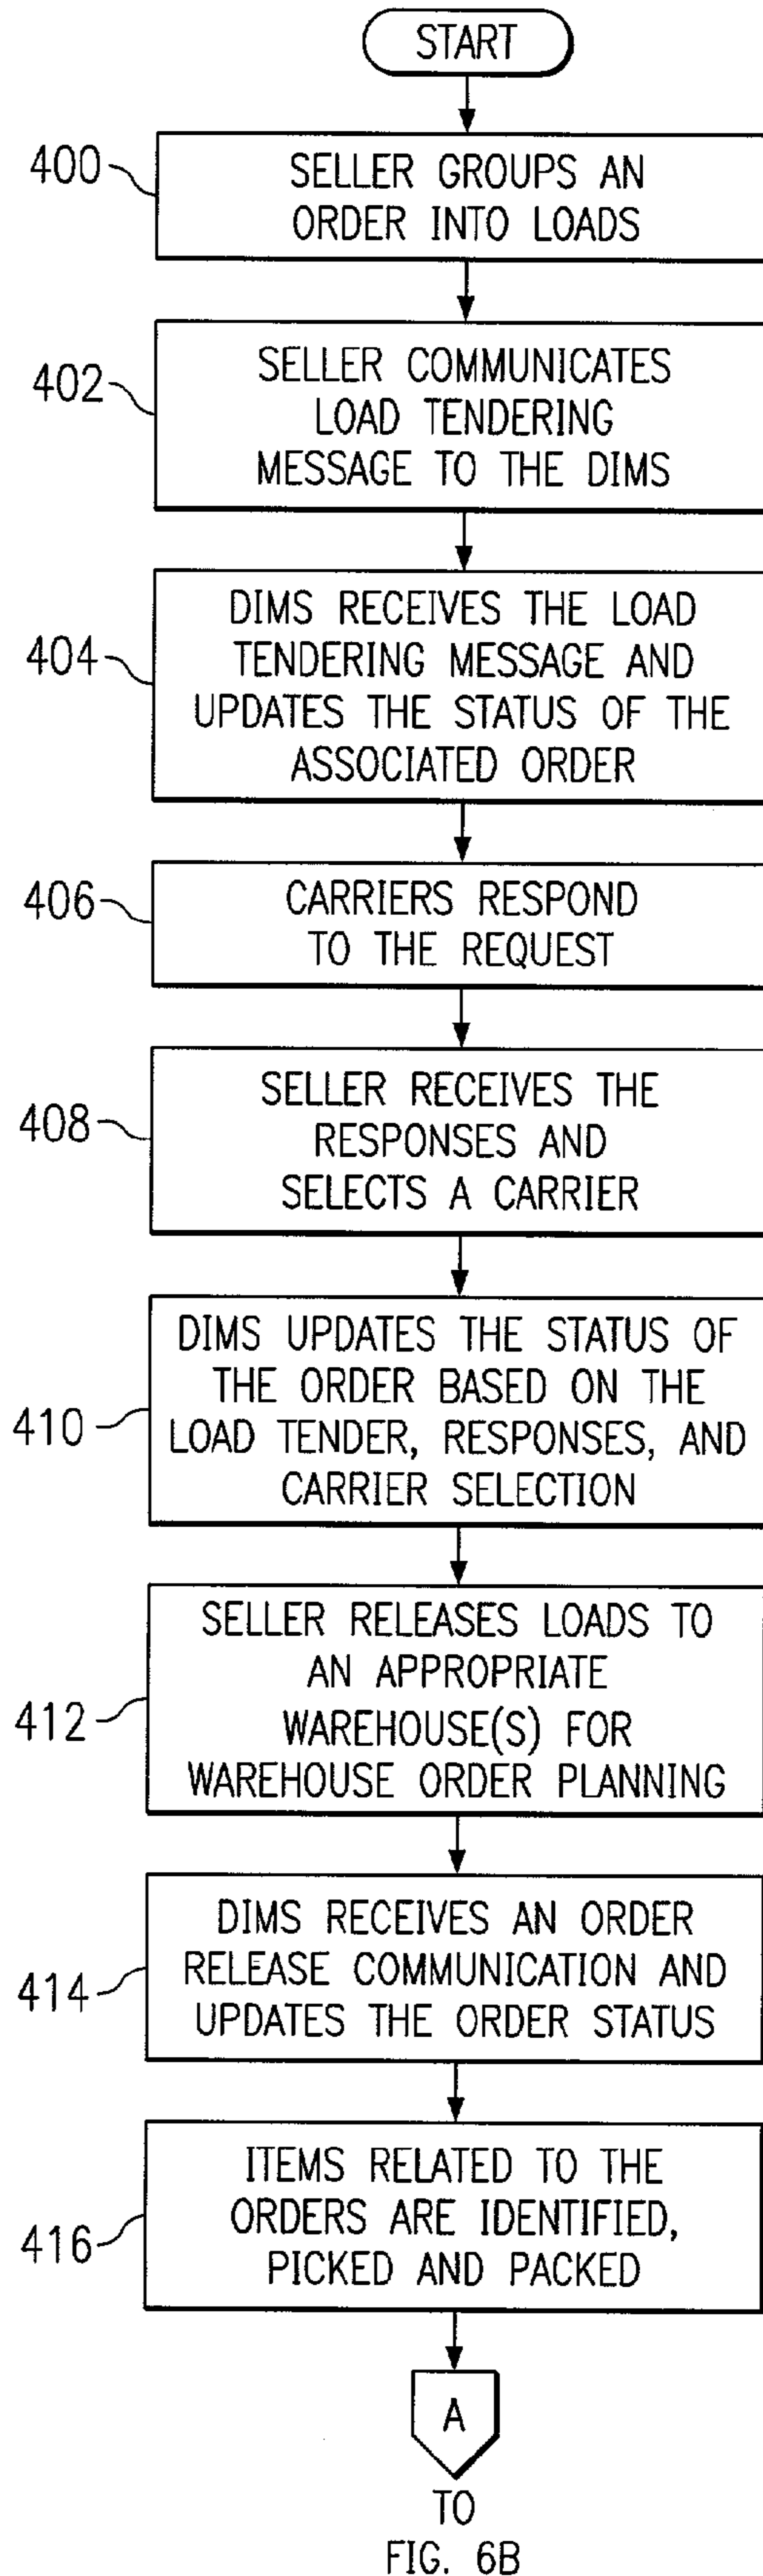 START
400
SELLER GROUPS AN
ORDER INTO LOADS
402
SELLER COMMUNICATES
LOAD TENDERING
MESSAGE TO THE DIMS
404
DIMS RECEIVES THE LOAD
TENDERING MESSAGE AND
UPDATES THE STATUS OF THE
ASSOCIATED ORDER
406
CARRIERS RESPOND
TO THE REQUEST
408
SELLER RECEIVES THE
RESPONSES AND
SELECTS A CARRIER
410
DIMS UPDATES THE STATUS OF
THE ORDER BASED ON THE
LOAD TENDER, RESPONSES, AND
CARRIER SELECTION
412
SELLER RELEASES LOADS TO
AN APPROPRIATE
WAREHOUSE(S) FOR
WAREHOUSE ORDER PLANNING
414
DIMS RECEIVES AN ORDER
RELEASE COMMUNICATION AND
UPDATES THE ORDER STATUS
416
ITEMS RELATED TO THE
ORDERS ARE IDENTIFIED,
PICKED AND PACKED
A
TO
FIG. 6B